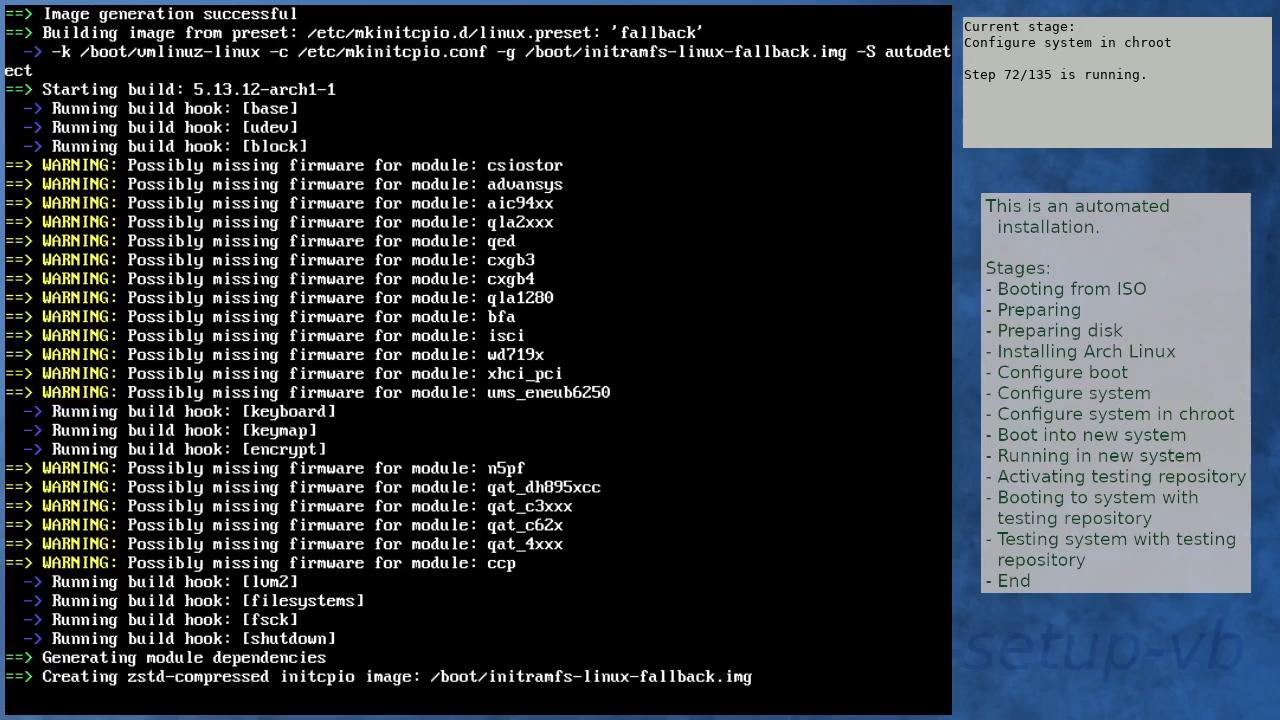 ==> Image generation successful
==> Building image from preset: /etc/mkinitcpio.d/linux.preset: 'fallback'
  -> -k /boot/vmlinuz-linux -c /etc/mkinitcpio.conf -g /boot/initramfs-linux-fallback.img -S autodet
ect
==> Starting build: 5.13.12-arch1-1
  -> Running build hook: [base]
  -> Running build hook: [udev]
  -> Running build hook: [block]
==> WARNING: Possibly missing firmware for module: csiostor
==> WARNING: Possibly missing firmware for module: advansys
==> WARNING: Possibly missing firmware for module: aic94xx
==> WARNING: Possibly missing firmware for module: qla2xxx
==> WARNING: Possibly missing firmware for module: qed
==> WARNING: Possibly missing firmware for module: cxgb3
==> WARNING: Possibly missing firmware for module: cxgb4
==> WARNING: Possibly missing firmware for module: qla1280
==> WARNING: Possibly missing firmware for module: bfa
==> WARNING: Possibly missing firmware for module: isci
==> WARNING: Possibly missing firmware for module: wd719x
==> WARNING: Possibly missing firmware for module: xhci_pci
==> WARNING: Possibly missing firmware for module: ums_eneub6250
  -> Running build hook: [keyboard]
  -> Running build hook: [keymap]
  -> Running build hook: [encrypt]
==> WARNING: Possibly missing firmware for module: n5pf
==> WARNING: Possibly missing firmware for module: qat_dh895xcc
==> WARNING: Possibly missing firmware for module: qat_c3xxx
==> WARNING: Possibly missing firmware for module: qat_c62x
==> WARNING: Possibly missing firmware for module: qat_4xxx
==> WARNING: Possibly missing firmware for module: ccp
  -> Running build hook: [lvm2]
  -> Running build hook: [filesystems]
  -> Running build hook: [fsck]
  -> Running build hook: [shutdown]
==> Generating module dependencies
==> Creating zstd-compressed initcpio image: /boot/initramfs-linux-fallback.img
Current stage:
Configure system in chroot
Step 72/135 is running.
This is an automated
installation.
Stages:
- Booting from ISO
- Preparing
- Preparing disk
- Installing Arch Linux
- Configure boot
- Configure system
- Configure system in chroot
- Boot into new system
- Running in new system
- Activating testing repository
- Booting to system with
testing repository
- Testing system with testing
repository
- End
setup-vb